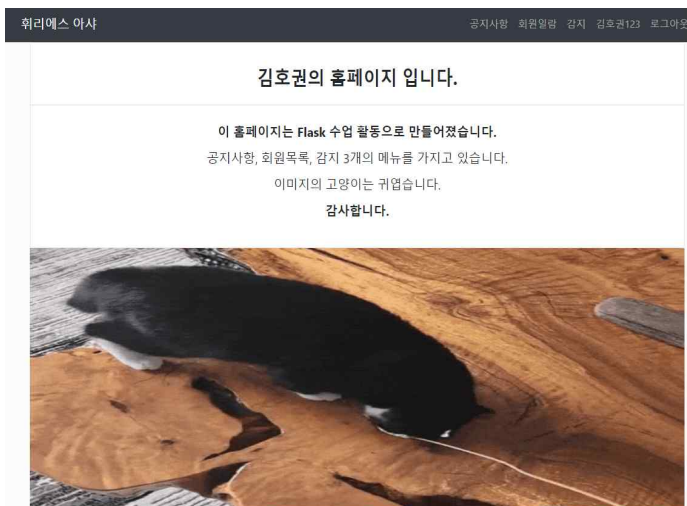 휘리에스 아샤
공지사항 회원일람 감지 김호권123 로그아웃
김호권의 홈페이지 입니다.
이 홈페이지는 Flask 수업 활동으로 만들어졌습니다.
공지사항, 회원목록, 감지 3개의 메뉴를 가지고 있습니다.
이미지의 고양이는 귀엽습니다.
감사합니다.